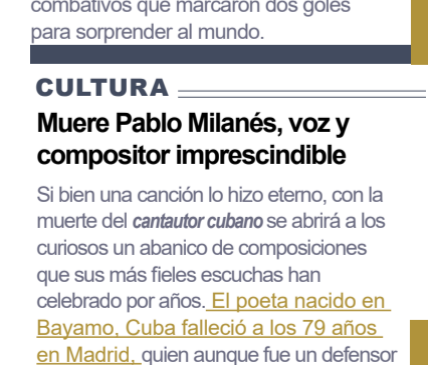 combativos que marcaron dos goles
para sorprender al mundo.
CULTURA
Muere Pablo Milanés, voz y
compositor imprescindible
Si bien una canción lo hizo eterno, con la
muerte del cantautor cubano se abrirá a los
curiosos un abanico de composiciones
que sus más fieles escuchas han
celebrado por años. El poeta nacido en
Bayamo, Cuba falleció a los 79 años
en Madrid, quien aunque fue un defensor